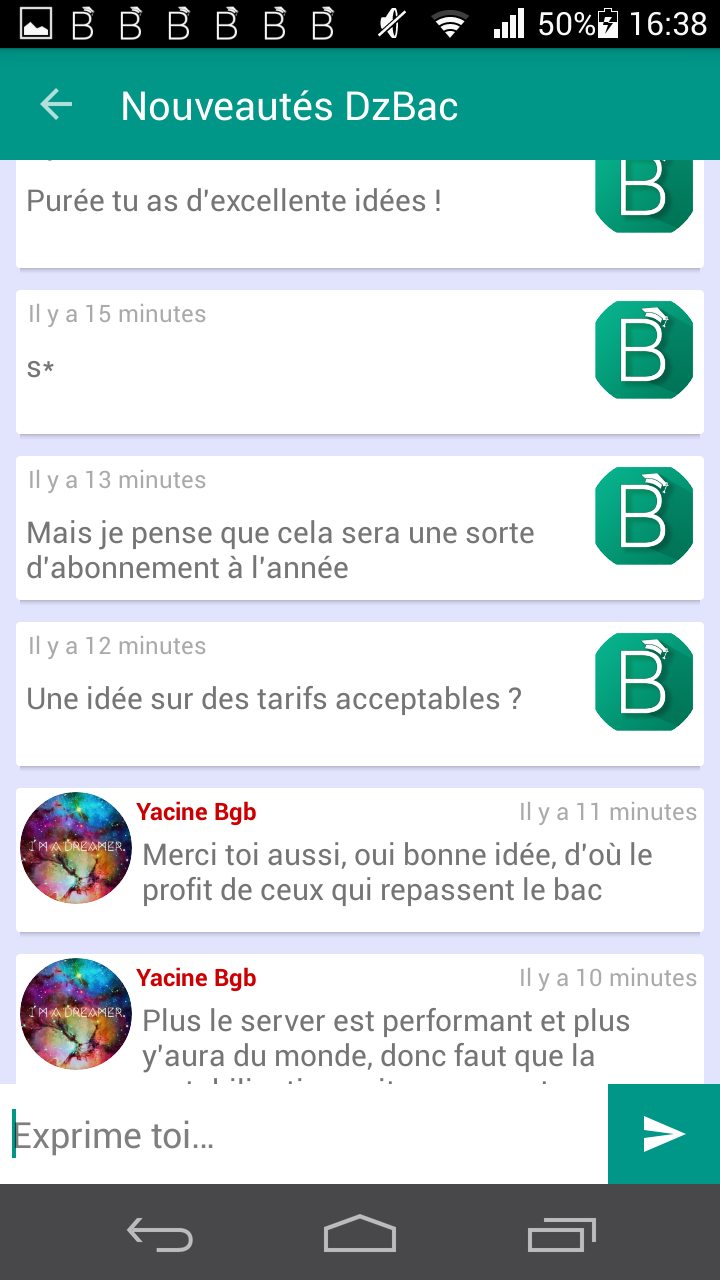 50% 16:38
Nouveautés DzBac
Purée tu as d'excellente idées !
B
Il y a 15 minutes
s*
B
Il y a 13 minutes
Mais je pense que cela sera une sorte
d'abonnement à l'année
B
Il y a 12 minutes
Une idée sur des tarifs acceptables ?
B
Yacine Bgb
Il y a 11 minutes
I'M A DREAMER.
Merci toi aussi, oui bonne idée, d'où le
profit de ceux qui repassent le bac
Yacine Bgb
Il y a 10 minutes
I'M A DREAMER.
Plus le server est performant et plus
y'aura du monde, donc faut que la
Exprime toi...